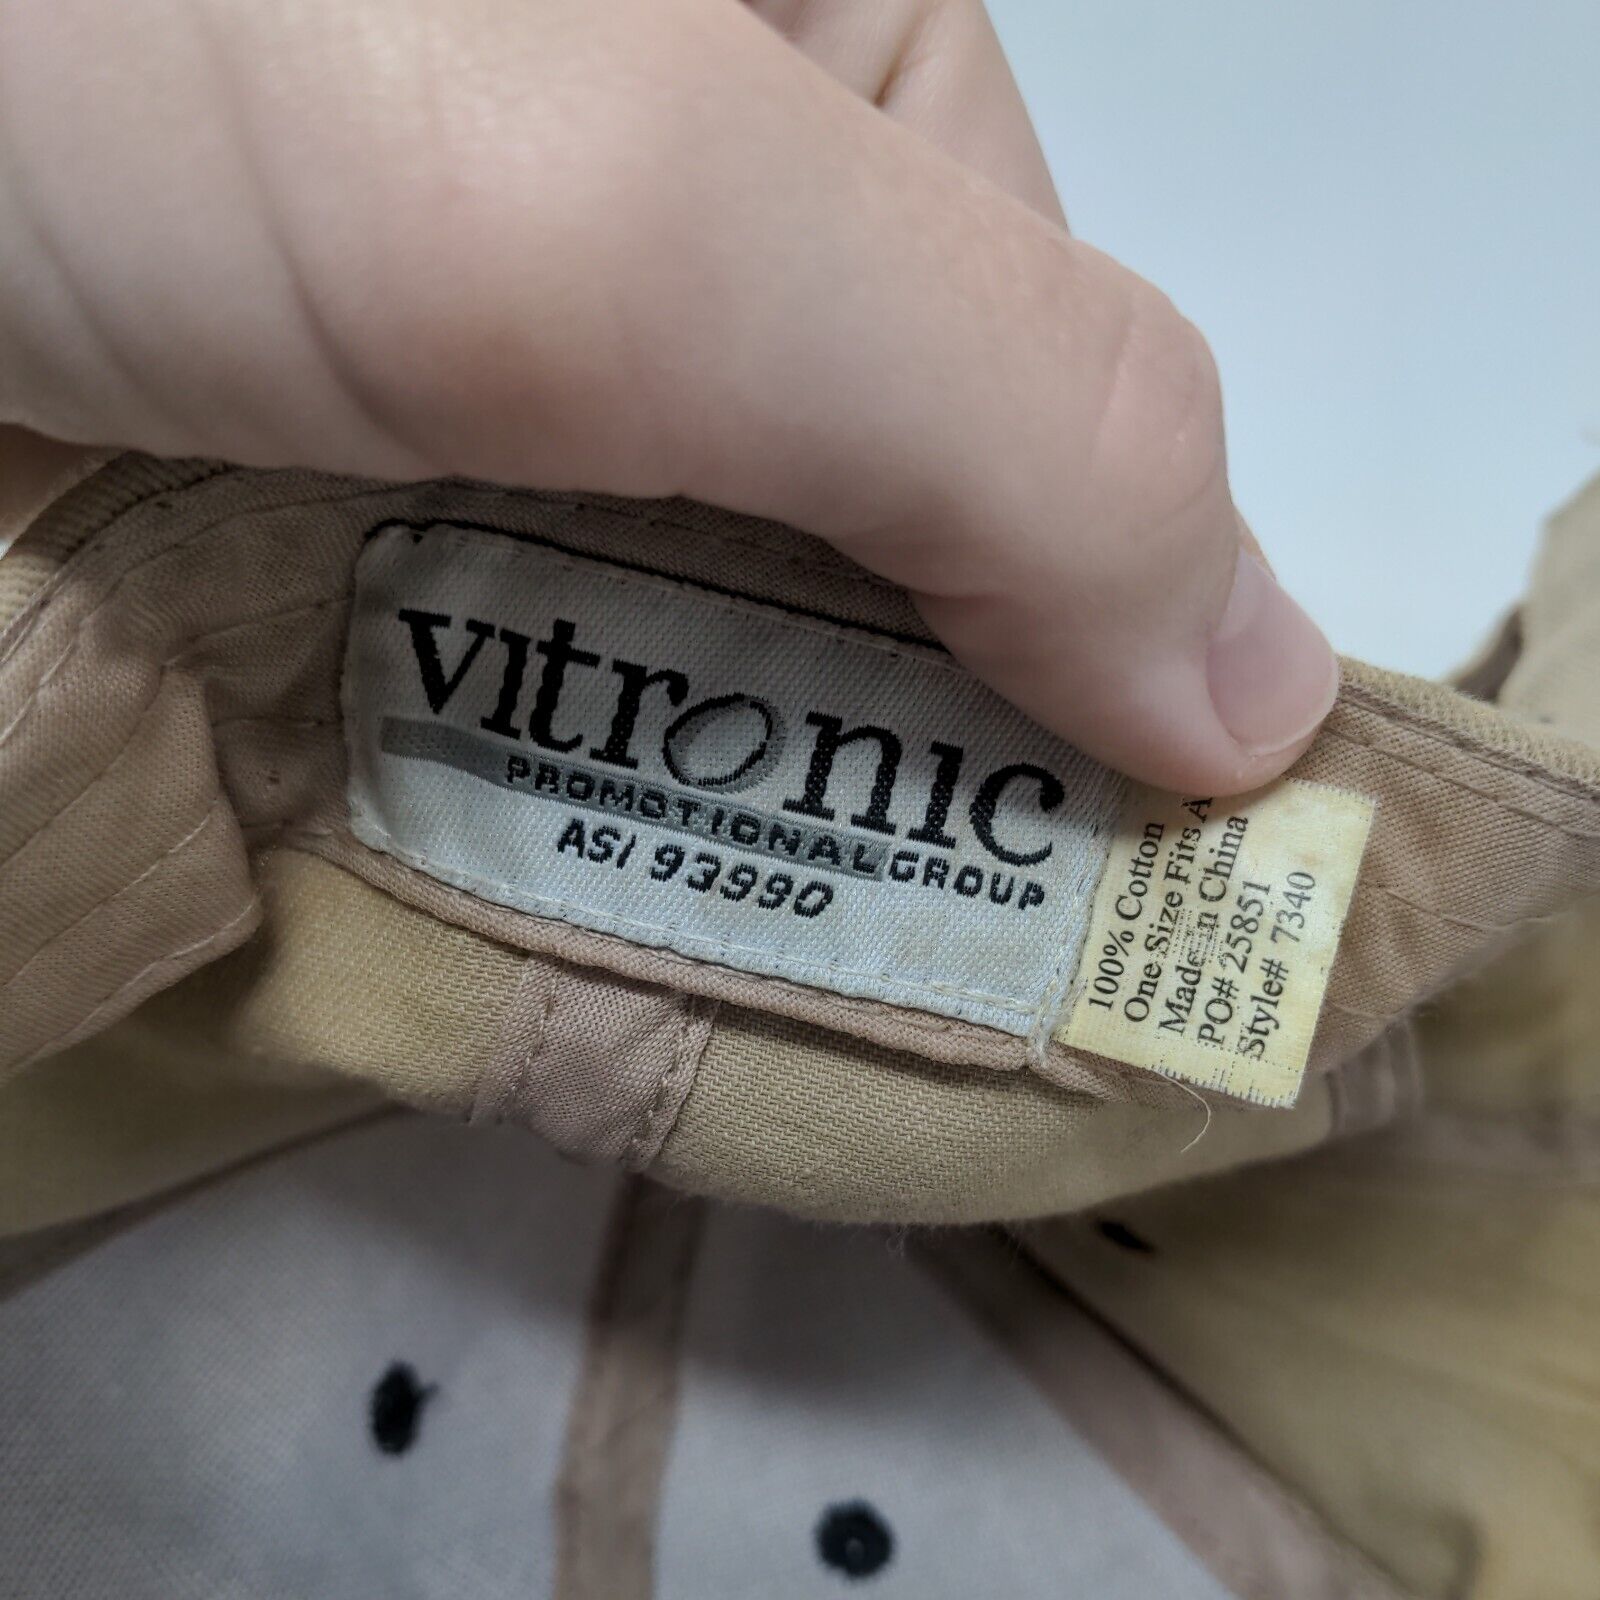 vitronic
PROMOTIONAL GROUP
ASI 93990
100% Cotton
One Size Fits A
Made in China
PO# 25851
Style# 7340